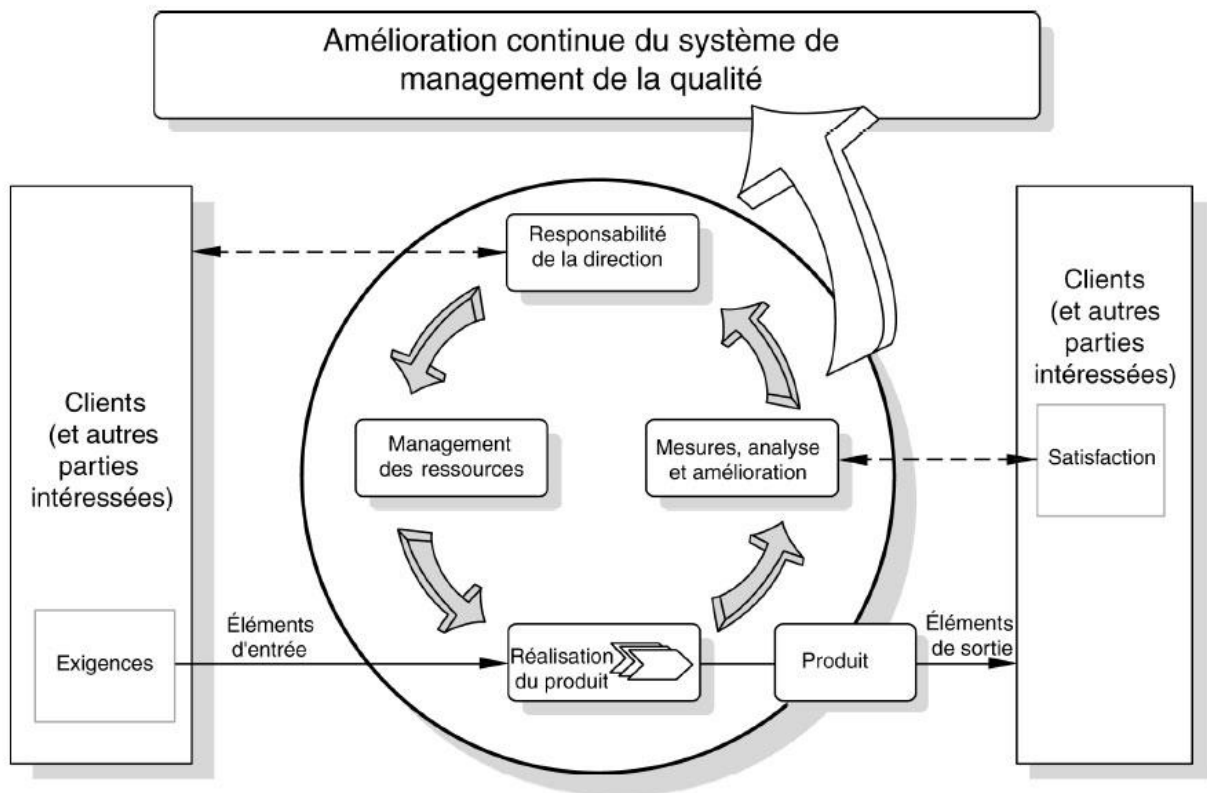 Amélioration continue du système de
management de la qualité
Responsabilité
de la direction
Clients
(et autres
parties
intéressées)
Clients
(et autres
parties
intéressées)
Management
des ressources
Mesures, analyse
et amélioration
Satisfaction
Exigences
Éléments
d'entrée
Réalisation
du produit
Produit
Éléments
de sortie